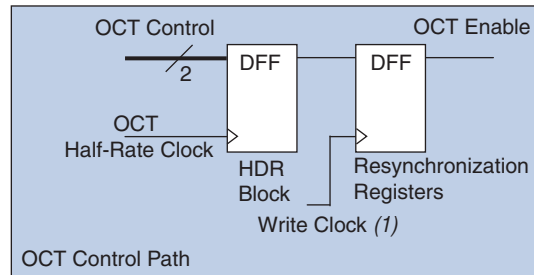 OCT Control
OCT Enable
DFF
DFF
2
OCT
Half-Rate Clock
HDR
Block
Resynchronization
Registers
Write Clock (1)
OCT Control Path